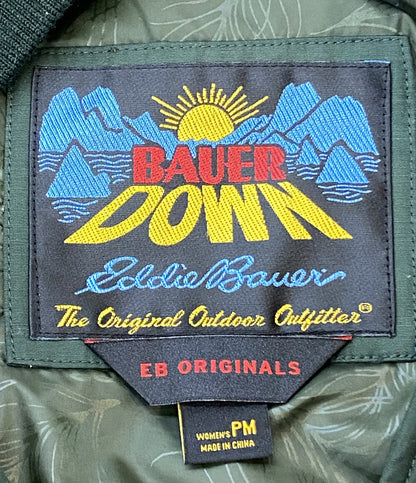 BAUER
DOWN
Eddie Bauer
The Original Outdoor Outfitter®
EB ORIGINALS
WOMEN'S PM
MADE IN CHINA